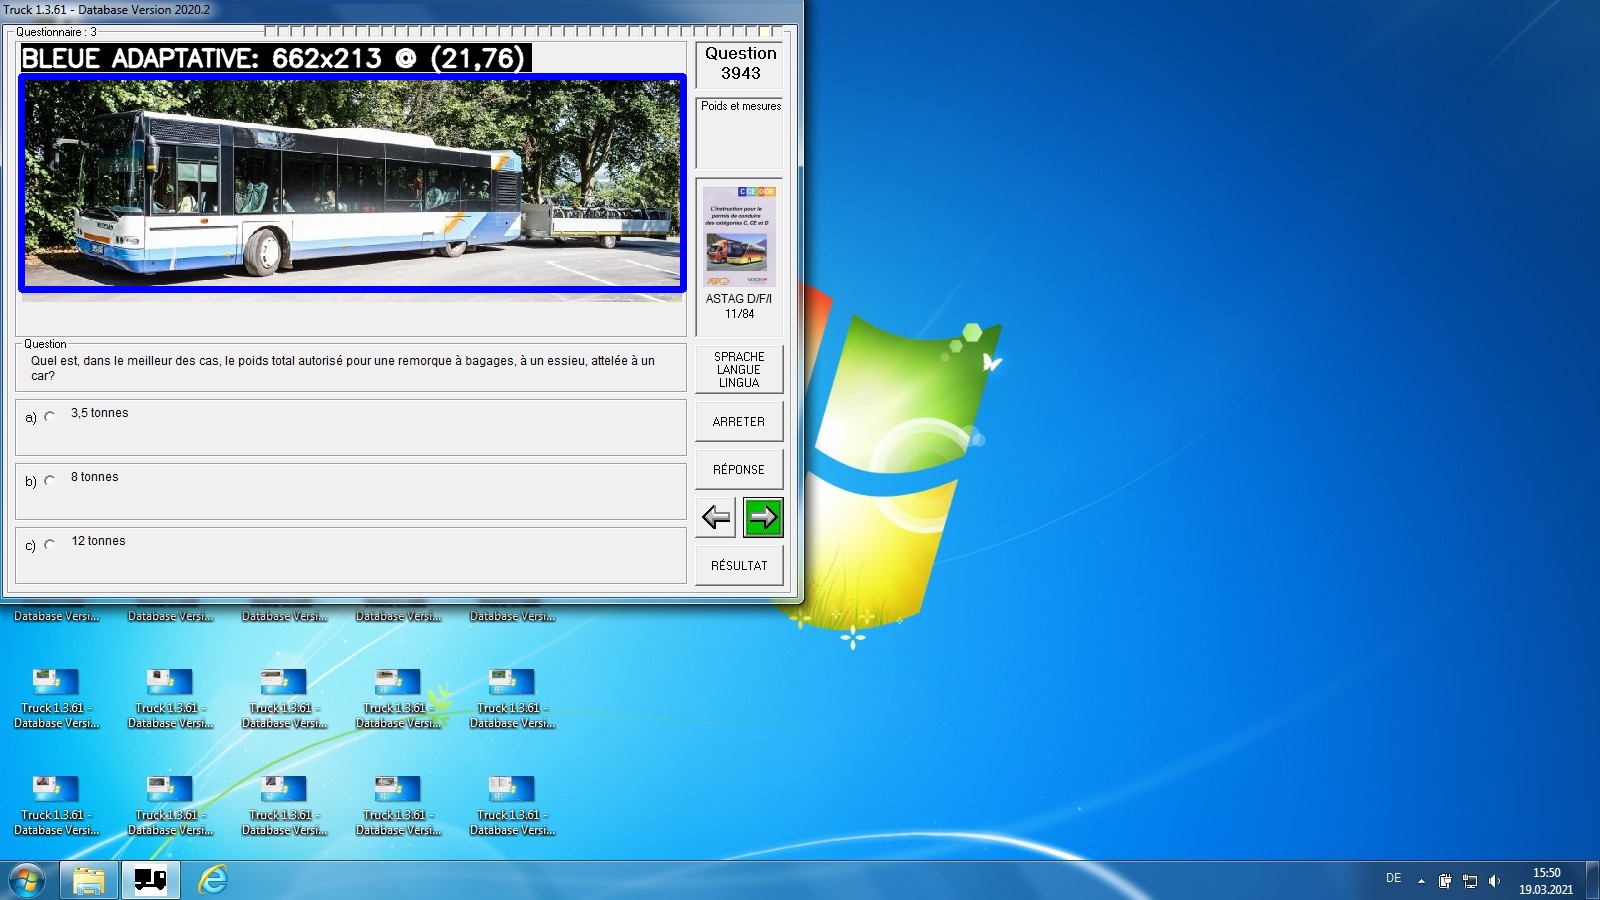 Truck 1.3.61 - Database Version 2020.2
Questionnaire : 3
BLEUE ADAPTATIVE: 662x213 @ (21,76)
Question
3943
Poids et mesures
C CE D DE
L'instruction pour le
permis de conduire
des catégories C, CE et D
ASTAG D/F/I
11/84
Question
Quel est, dans le meilleur des cas, le poids total autorisé pour une remorque à bagages, à un essieu, attelée à un
car?
SPRACHE
LANGUE
LINGUA
a) 3,5 tonnes
ARRETER
b) 8 tonnes
RÉPONSE
c) 12 tonnes
RÉSULTAT
Database Versi... Database Versi... Database Versi... Database Versi... Database Versi...
Truck 1.3.61 - Truck 1.3.61 - Truck 1.3.61 - Truck 1.3.61 - Truck 1.3.61 -
Database Versi... Database Versi... Database Versi... Database Versi... Database Versi...
Truck 1.3.61 - Truck 1.3.61 - Truck 1.3.61 - Truck 1.3.61 - Truck 1.3.61 -
Database Versi... Database Versi... Database Versi... Database Versi... Database Versi...
DE
15:50
19.03.2021